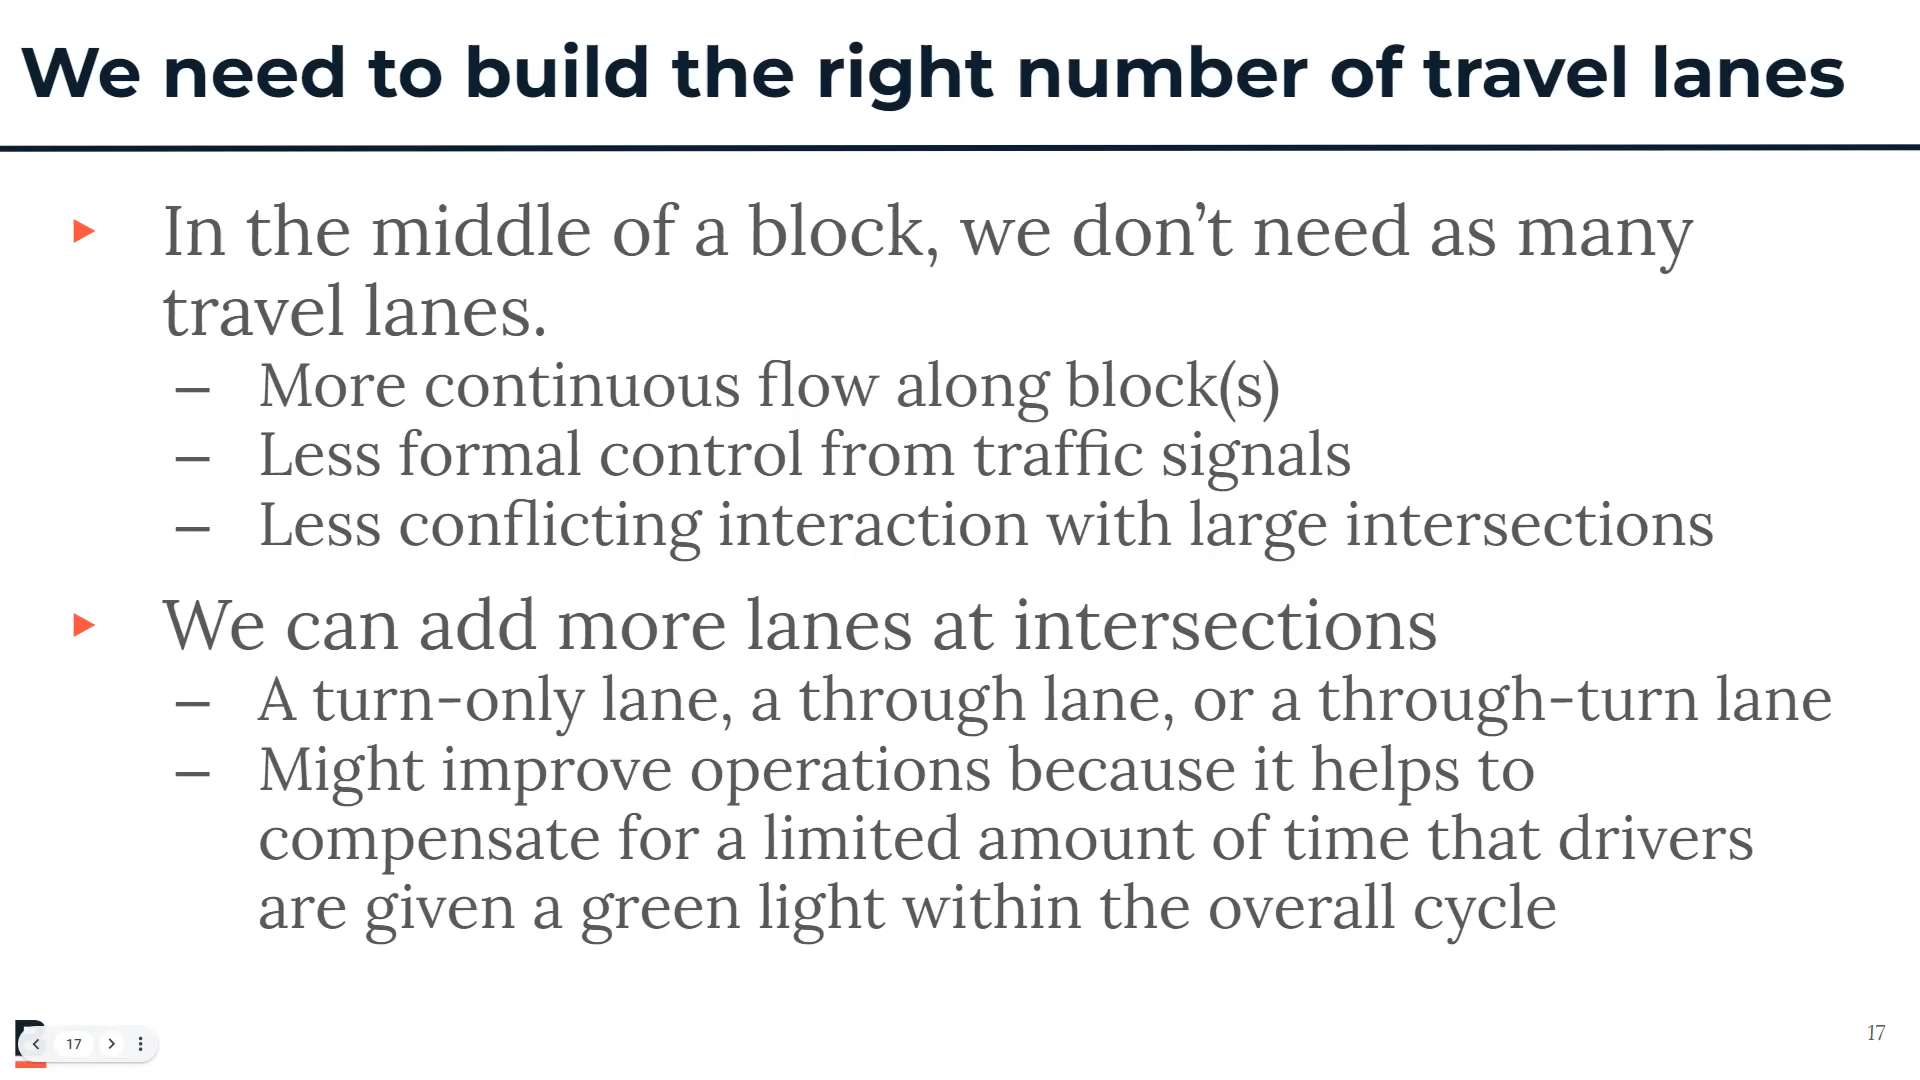 We need to build the right number of travel lanes
▸ In the middle of a block, we don’t need as many
travel lanes.
– More continuous flow along block(s)
– Less formal control from traffic signals
– Less conflicting interaction with large intersections
▸ We can add more lanes at intersections
– A turn-only lane, a through lane, or a through-turn lane
– Might improve operations because it helps to
compensate for a limited amount of time that drivers
are given a green light within the overall cycle
17
17